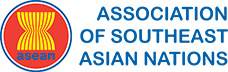 asean
ASSOCIATION
OF SOUTHEAST
ASIAN NATIONS